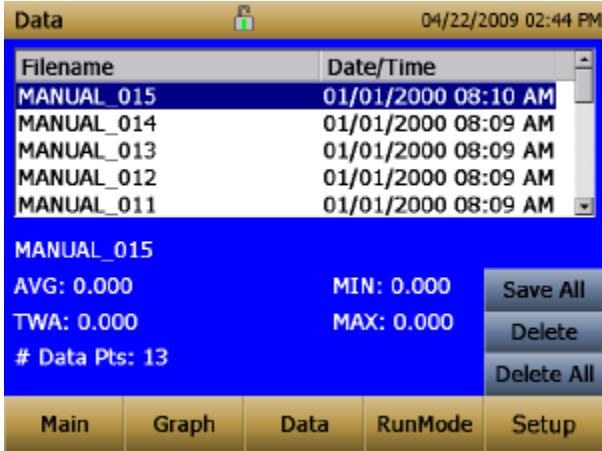 Data 04/22/2009 02:44 PM
Filename Date/Time
MANUAL_015 01/01/2000 08:10 AM
MANUAL_014 01/01/2000 08:09 AM
MANUAL_013 01/01/2000 08:09 AM
MANUAL_012 01/01/2000 08:09 AM
MANUAL_011 01/01/2000 08:09 AM
MANUAL_015
AVG: 0.000 MIN: 0.000 Save All
TWA: 0.000 MAX: 0.000 Delete
# Data Pts: 13 Delete All
Main Graph Data RunMode Setup